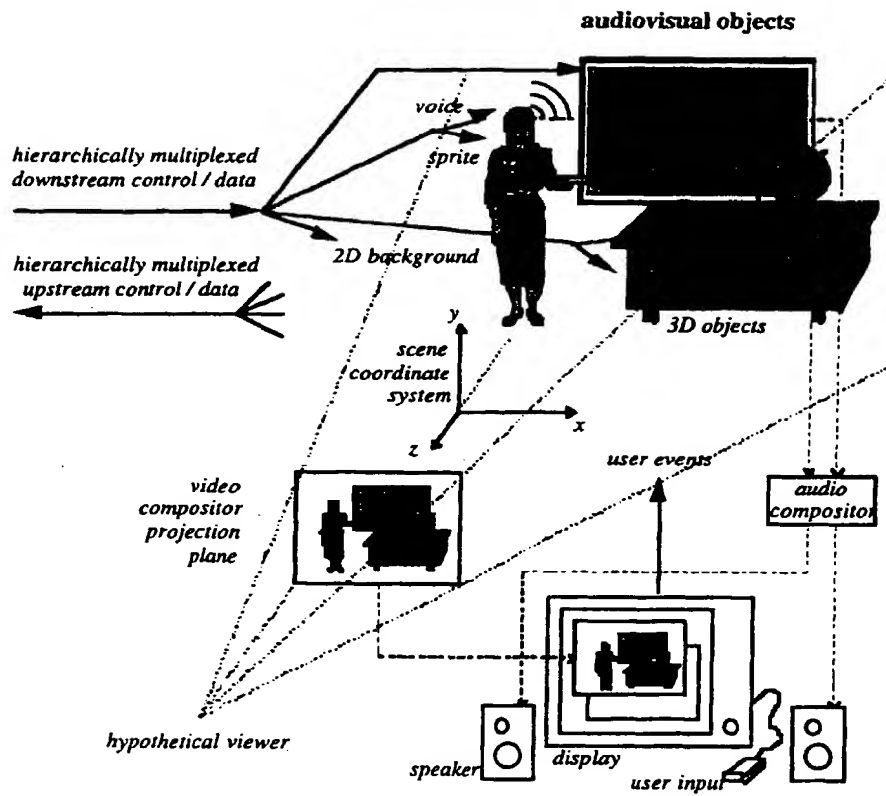 audiovisual objects
voice
sprite
hierarchically multiplexed
downstream control / data
2D background
hierarchically multiplexed
upstream control / data
3D objects
y
scene
coordinate
system
x
z
user events
video
compositor
projection
plane
audio
compositor
hypothetical viewer
speaker
display
user input